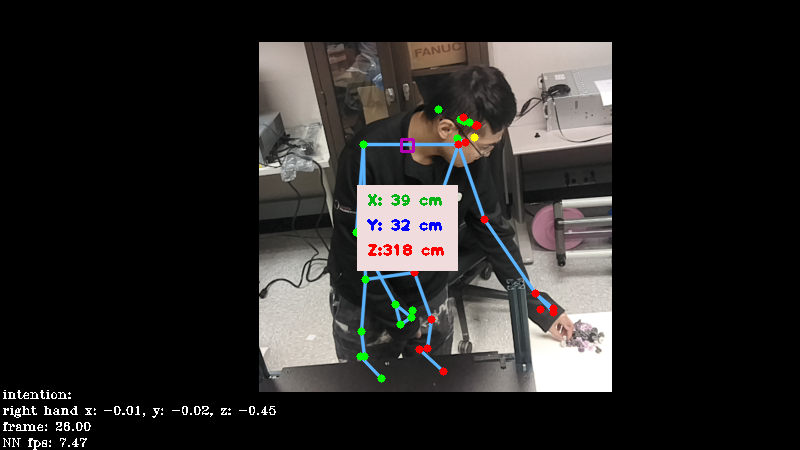 FANUC
X: 39 cm
Y: 32 cm
Z:318 cm
intention:
right hand x: -0.01, y: -0.02, z: -0.45
frame: 26.00
NN fps: 7.47